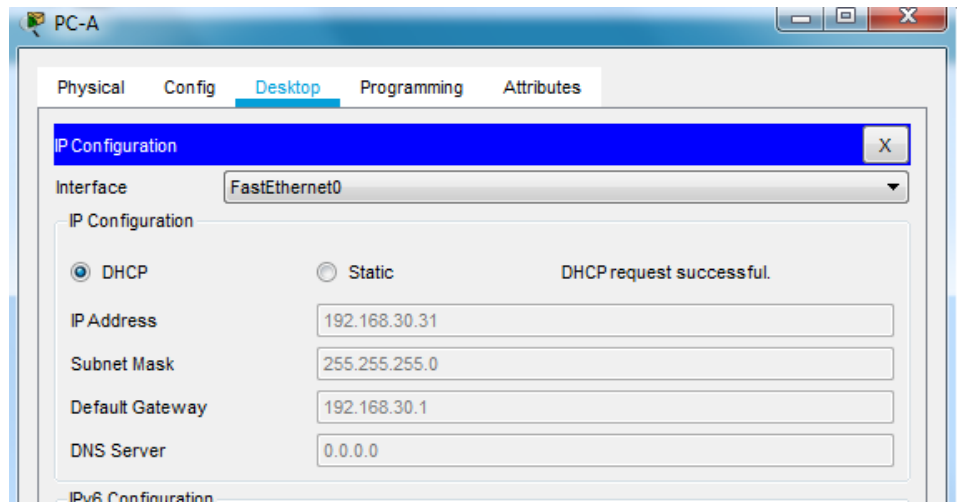 PC-A
Physical Config Desktop Programming Attributes
IP Configuration X
Interface FastEthernet0
IP Configuration
DHCP Static DHCP request successful.
IP Address 192.168.30.31
Subnet Mask 255.255.255.0
Default Gateway 192.168.30.1
DNS Server 0.0.0.0
IPv6 Configuration